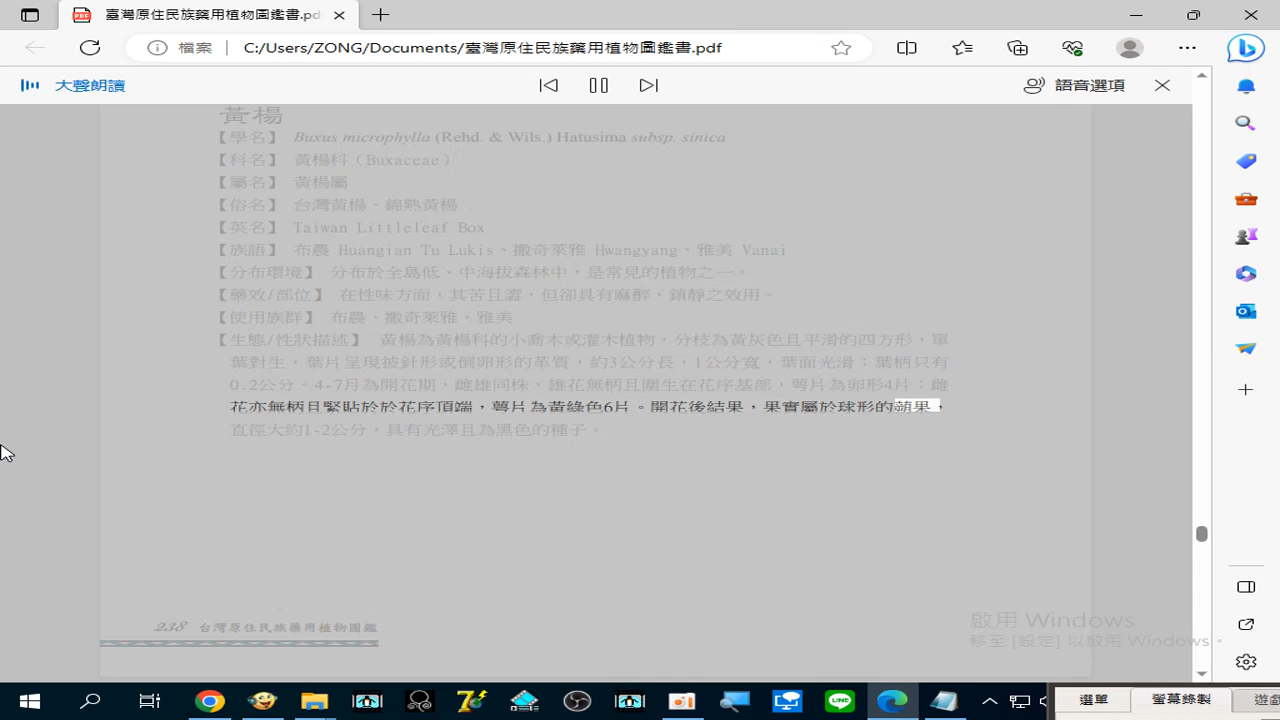 臺灣原住民族藥用植物圖鑑書.pd
檔案
C:/Users/ZONG/Documents/臺灣原住民族藥用植物圖鑑書.pdf
大聲朗讀
語音選項
黃楊
【學名】 Buxus microphylla (Rehd. & Wils.) Hatusima subsp. sinica
【科名】 黃楊科（Buxaceae）
【屬名】 黃楊屬
【俗名】 台灣黃楊、錦熟黃楊
【英名】 Taiwan Littleleaf Box
【族語】 布農 Huangian Tu Lukis、撒奇萊雅 Hwangyang、雅美 Vanai
【分布環境】 分布於全島低、中海拔森林中，是常見的植物之一。
【藥效/部位】 在性味方面，其苦且澀，但卻具有麻醉、鎮靜之效用。
【使用族群】 布農、撒奇萊雅、雅美
【生態/性狀描述】 黃楊為黃楊科的小喬木或灌木植物，分枝為黃灰色且平滑的四方形，單
葉對生，葉片呈現披針形或倒卵形的革質，約3公分長，1公分寬，葉面光滑；葉柄只有
0.2公分。4-7月為開花期，雌雄同株，雄花無柄且圍生在花序基部，萼片為卵形4片；雌
花亦無柄且緊貼於於花序頂端，萼片為黃綠色6片。開花後結果，果實屬於球形的蒴果，
直徑大約1-2公分，具有光澤且為黑色的種子。
238 台灣原住民族藥用植物圖鑑
啟用 Windows
移至 [設定] 以啟用 Windows。
選單
螢幕錄製
遊戲